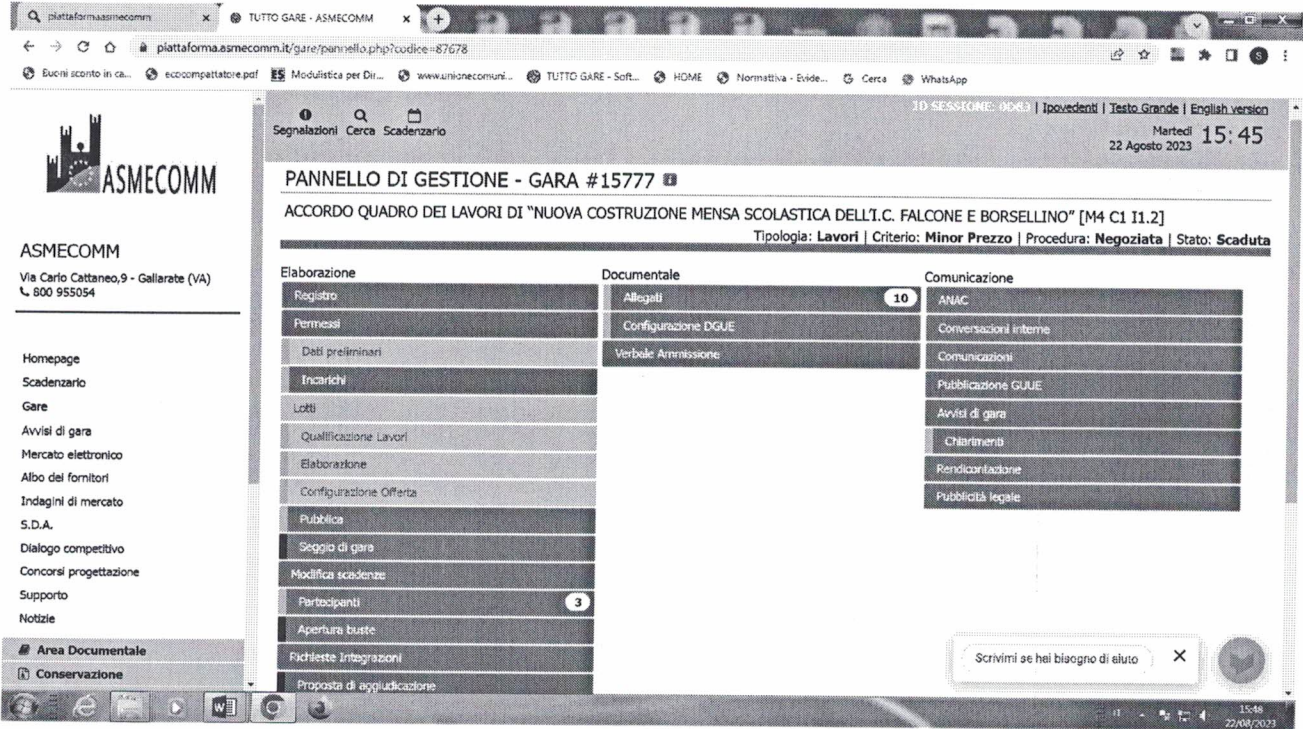 piattaformaasmecomm
TUTTO GARE - ASMECOMM
piattaforma.asmecomm.it/gare/pannello.php?codice=87678
Buoni sconto in ca...
ecocompattatore.pdf
Modulistica per Dir...
www.unionecomuni...
TUTTO GARE - Soft...
HOME
Normattiva - Evide...
Cerca
WhatsApp
ASMECOMM
ASMECOMM
Via Carlo Cattaneo,9 - Gallarate (VA)
800 955054
Homepage
Scadenzario
Gare
Avvisi di gara
Mercato elettronico
Albo dei fornitori
Indagini di mercato
S.D.A.
Dialogo competitivo
Concorsi progettazione
Supporto
Notizie
Area Documentale
Conservazione
Segnalazioni Cerca Scadenzario
ID SESSIONE: | Ipovedenti | Testo Grande | English version
Martedì
22 Agosto 2023
15:45
PANNELLO DI GESTIONE - GARA #15777
ACCORDO QUADRO DEI LAVORI DI "NUOVA COSTRUZIONE MENSA SCOLASTICA DELL'I.C. FALCONE E BORSELLINO" [M4 C1 I1.2]
Tipologia: Lavori | Criterio: Minor Prezzo | Procedura: Negoziata | Stato: Scaduta
Elaborazione
Registro
Permessi
Dati preliminari
Incarichi
Lotti
Qualificazione Lavori
Elaborazione
Configurazione Offerta
Pubblica
Seggio di gara
Modifica scadenze
Partecipanti 3
Apertura buste
Richieste Integrazioni
Proposta di aggiudicazione
Documentale
Allegati 10
Configurazione DGUE
Verbale Ammissione
Comunicazione
ANAC
Conversazioni interne
Comunicazioni
Pubblicazione GUUE
Avvisi di gara
Chiarimenti
Rendicontazione
Pubblicità legale
Scrivimi se hai bisogno di aiuto
IT
15:48
22/08/2023